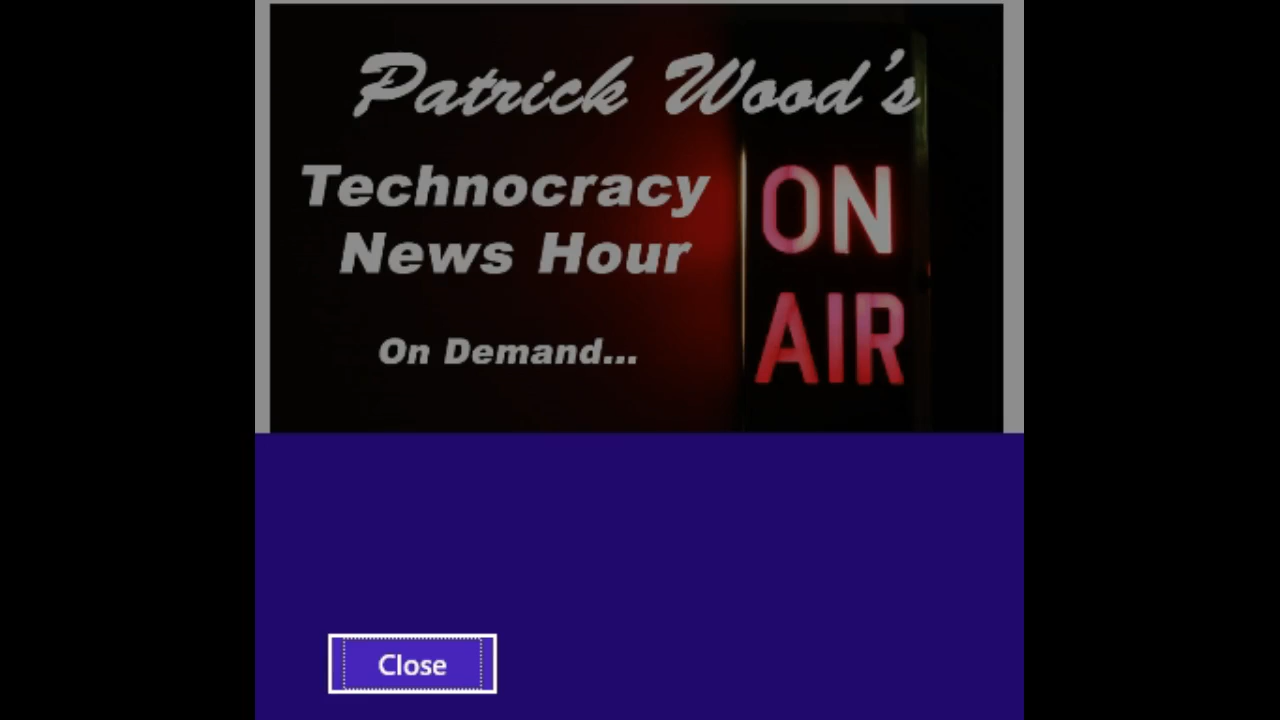 Patrick Wood's
Technocracy
News Hour
ON
AIR
On Demand...
Close